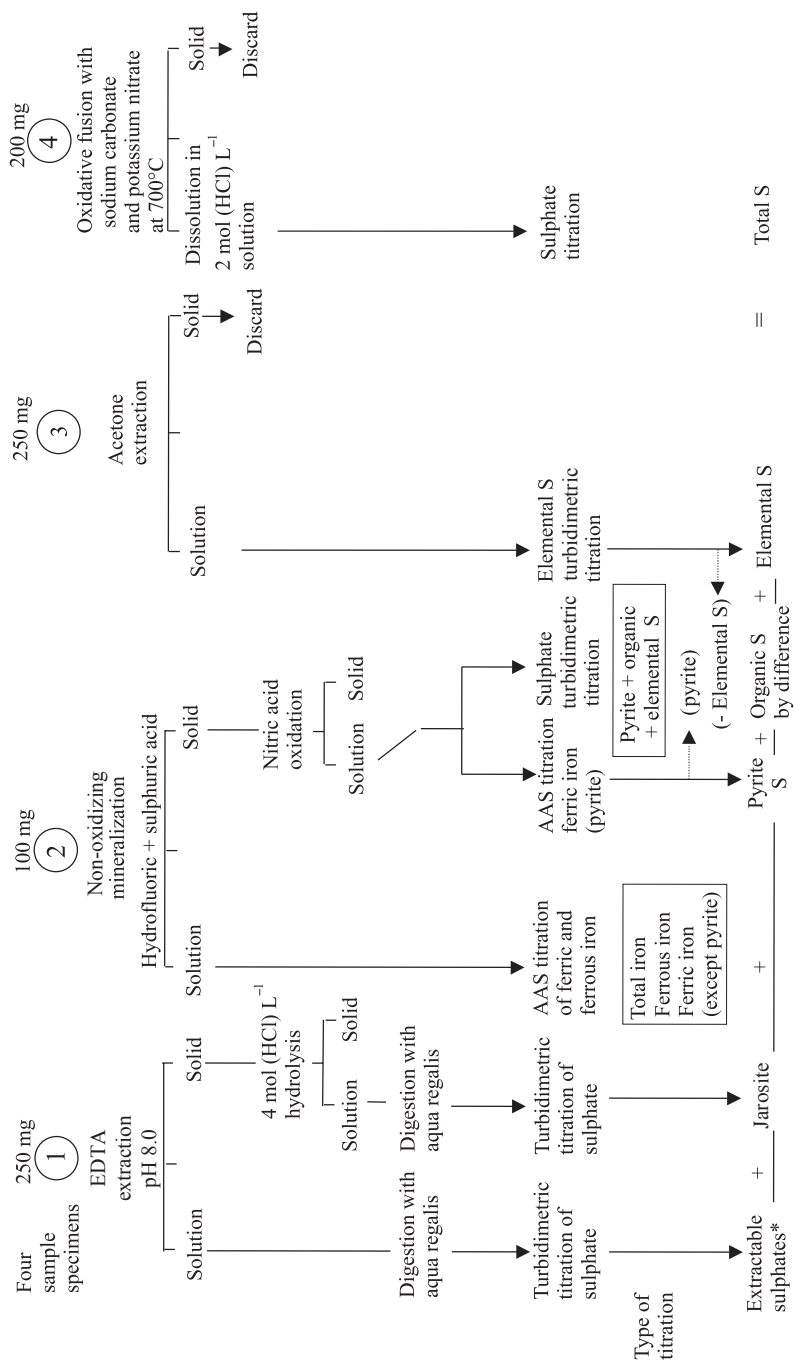 Four
sample
specimens
250 mg
1
EDTA
extraction
pH 8.0
Solution
Solid
Digestion with
aqua regalis
Turbidimetric
titration of
sulphate
4 mol (HCl) L⁻¹
hydrolysis
Solution
Solid
Digestion with
aqua regalis
Turbidimetric
titration of
sulphate
100 mg
2
Non-oxidizing
mineralization
Hydrofluoric + sulphuric acid
Solution
Solid
AAS titration
of ferric and
ferrous iron
Total iron
Ferrous iron
Ferric iron
(except pyrite)
Nitric acid
oxidation
Solution
Solid
AAS titration
ferric iron
(pyrite)
Sulphate
turbidimetric
titration
Pyrite + organic
+ elemental S
(pyrite)
(- Elemental S)
250 mg
3
Acetone
extraction
Solution
Solid
Discard
Elemental S
turbidimetric
titration
200 mg
4
Oxidative fusion with
sodium carbonate
and potassium nitrate
at 700°C
Dissolution in
2 mol (HCl) L⁻¹
solution
Solid
Discard
Sulphate
titration
Type of
titration
Extractable
sulphates*
+
Jarosite
+
Pyrite
S
+
Organic S
by difference
+
Elemental S
=
Total S